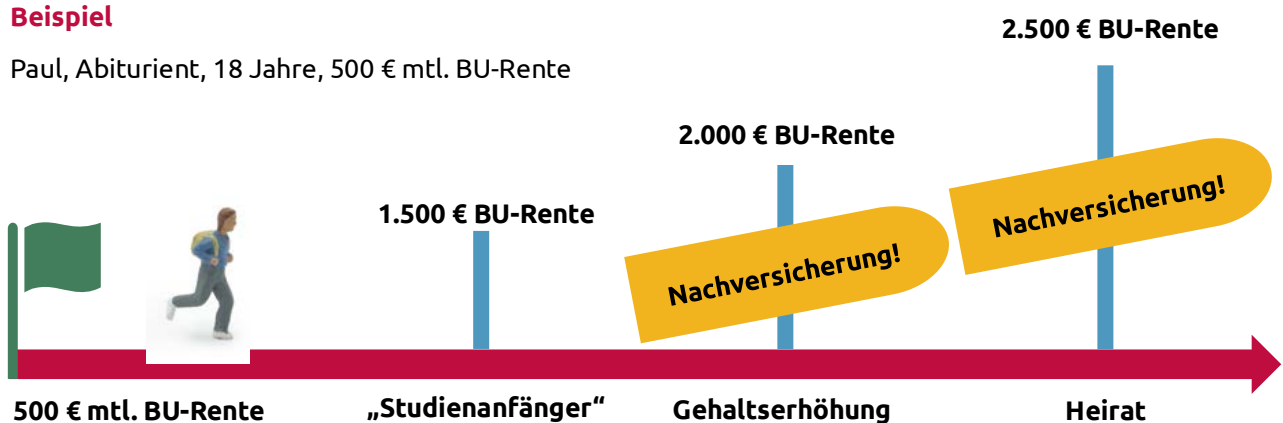 Beispiel
Paul, Abiturient, 18 Jahre, 500 € mtl. BU-Rente
2.500 € BU-Rente
2.000 € BU-Rente
1.500 € BU-Rente
Nachversicherung!
Nachversicherung!
500 € mtl. BU-Rente
„Studienanfänger“
Gehaltserhöhung
Heirat